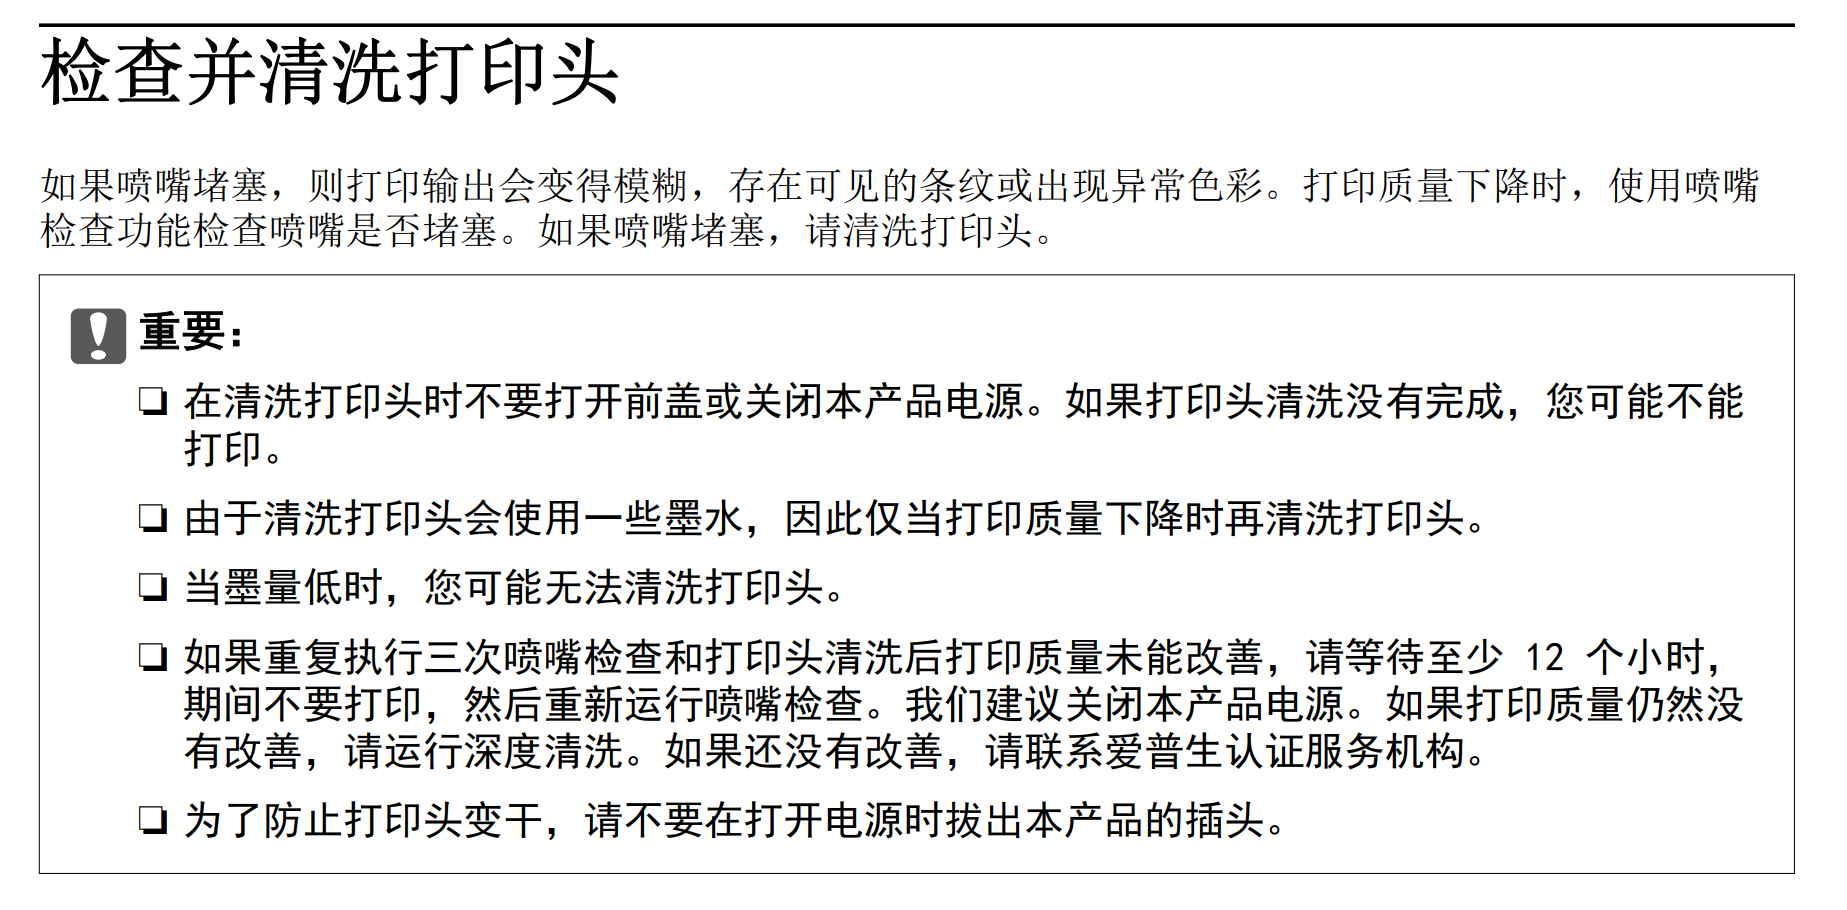 检查并清洗打印头
如果喷嘴堵塞，则打印输出会变得模糊，存在可见的条纹或出现异常色彩。打印质量下降时，使用喷嘴
检查功能检查喷嘴是否堵塞。如果喷嘴堵塞，请清洗打印头。
重要：
❏ 在清洗打印头时不要打开前盖或关闭本产品电源。如果打印头清洗没有完成，您可能不能
打印。
❏ 由于清洗打印头会使用一些墨水，因此仅当打印质量下降时再清洗打印头。
❏ 当墨量低时，您可能无法清洗打印头。
❏ 如果重复执行三次喷嘴检查和打印头清洗后打印质量未能改善，请等待至少 12 个小时，
期间不要打印，然后重新运行喷嘴检查。我们建议关闭本产品电源。如果打印质量仍然没
有改善，请运行深度清洗。如果还没有改善，请联系爱普生认证服务机构。
❏ 为了防止打印头变干，请不要在打开电源时拔出本产品的插头。